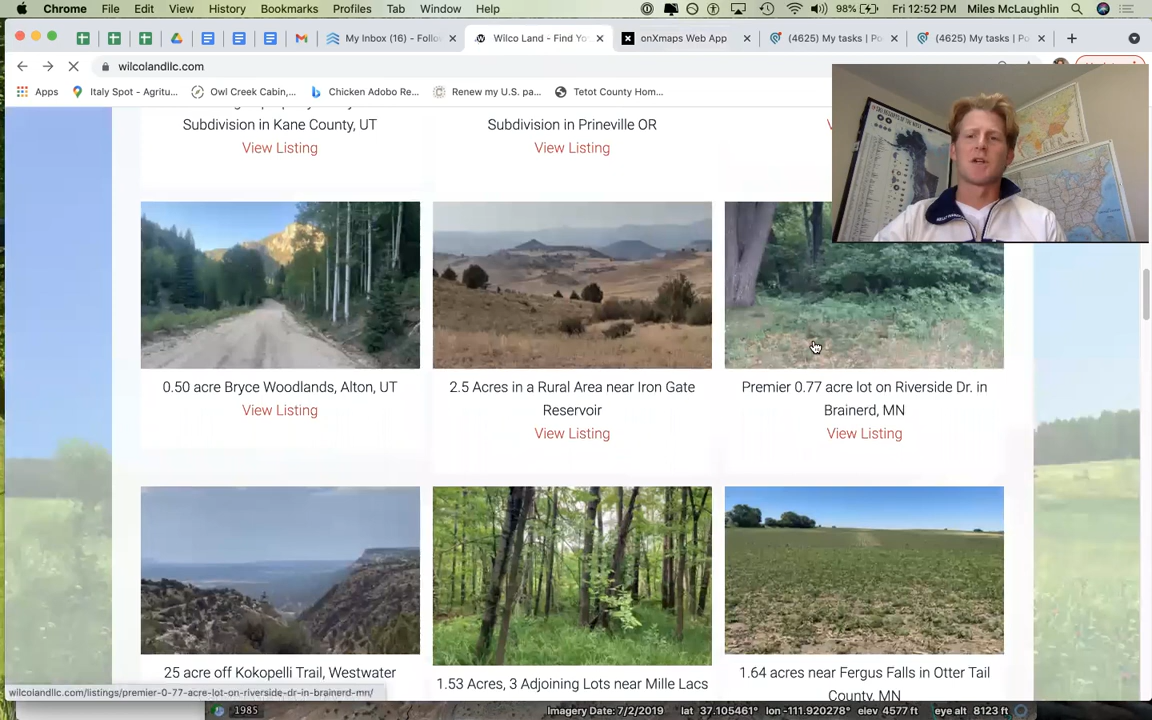 Chrome File Edit View History Bookmarks Profiles Tab Window Help 98% Fri 12:52 PM Miles McLaughlin
My Inbox (16) - Follo Wilco Land - Find Yo onXmaps Web App (4625) My tasks | Po (4625) My tasks | P
wilcolandllc.com
Apps Italy Spot - Agritu... Owl Creek Cabin,... Chicken Adobo Re... Renew my U.S. pa... Tetot County Hom...
Subdivision in Kane County, UT
View Listing
Subdivision in Prineville OR
View Listing
0.50 acre Bryce Woodlands, Alton, UT
View Listing
2.5 Acres in a Rural Area near Iron Gate
Reservoir
View Listing
Premier 0.77 acre lot on Riverside Dr. in
Brainerd, MN
View Listing
25 acre off Kokopelli Trail, Westwater
1.53 Acres, 3 Adjoining Lots near Mille Lacs
1.64 acres near Fergus Falls in Otter Tail
County, MN
wilcolandllc.com/listings/premier-0-77-acre-lot-on-riverside-dr-in-brainerd-mn/
1985 Imagery Date: 7/2/2019 lat 37.105461° lon -111.920278° elev 4577 ft eye alt 8123 ft